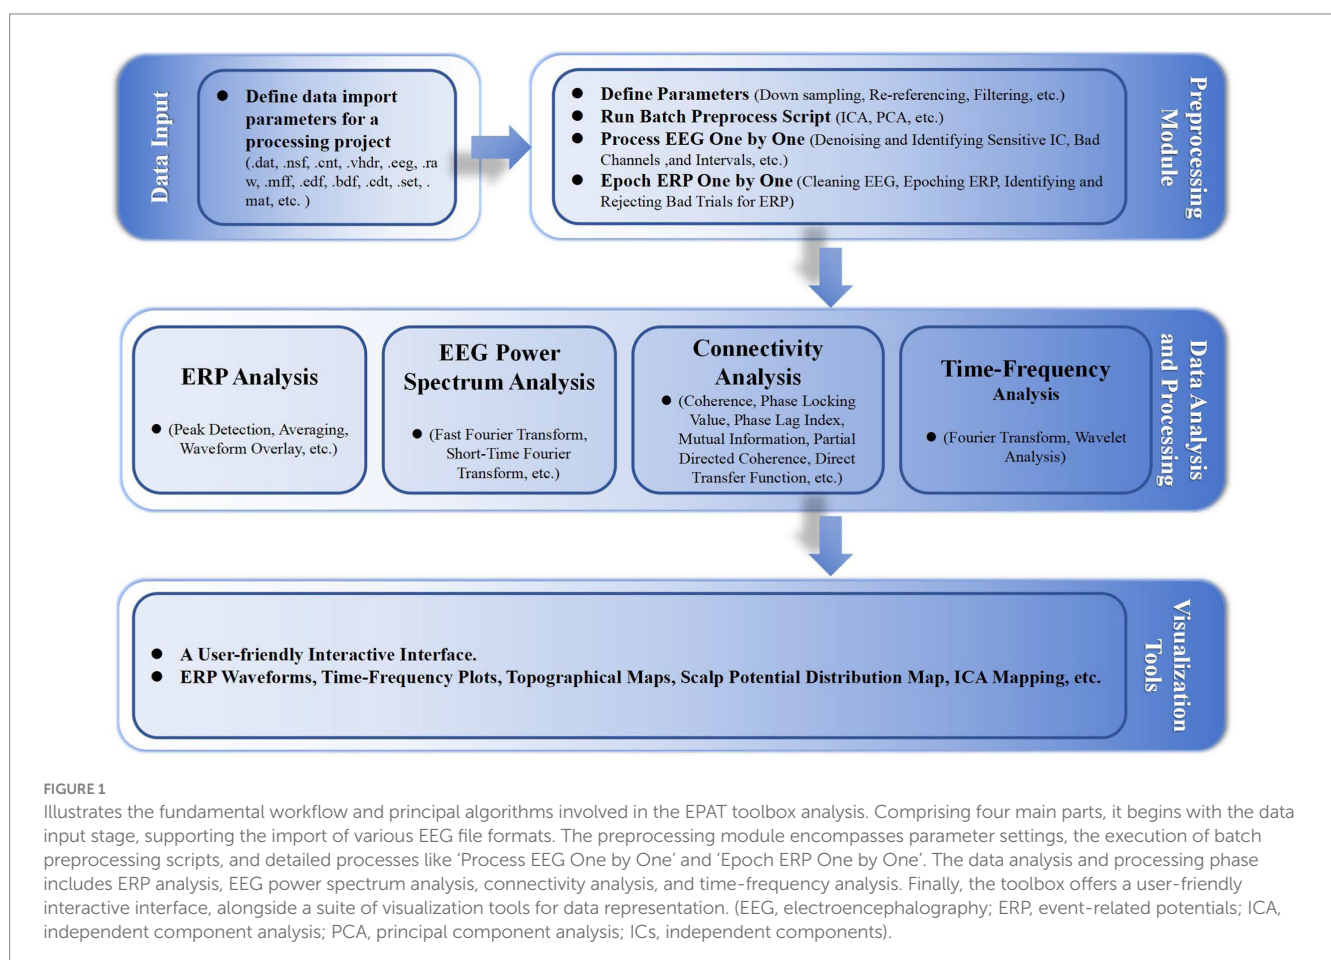 Data Input
● Define data import
parameters for a
processing project
(.dat, .nsf, .cnt, .vhdr, .eeg, .ra
w, .mff, .edf, .bdf, .cdt, .set, .
mat, etc. )
● Define Parameters (Down sampling, Re-referencing, Filtering, etc.)
● Run Batch Preprocess Script (ICA, PCA, etc.)
● Process EEG One by One (Denoising and Identifying Sensitive IC, Bad
Channels ,and Intervals, etc.)
● Epoch ERP One by One (Cleaning EEG, Epoching ERP, Identifying and
Rejecting Bad Trials for ERP)
Preprocessing
Module
ERP Analysis
● (Peak Detection, Averaging,
Waveform Overlay, etc.)
EEG Power
Spectrum Analysis
● (Fast Fourier Transform,
Short-Time Fourier
Transform, etc.)
Connectivity
Analysis
● (Coherence, Phase Locking
Value, Phase Lag Index,
Mutual Information, Partial
Directed Coherence, Direct
Transfer Function, etc.)
Time-Frequency
Analysis
● (Fourier Transform, Wavelet
Analysis)
Data Analysis
and Processing
● A User-friendly Interactive Interface.
● ERP Waveforms, Time-Frequency Plots, Topographical Maps, Scalp Potential Distribution Map, ICA Mapping, etc.
Visualization
Tools
FIGURE 1
Illustrates the fundamental workflow and principal algorithms involved in the EPAT toolbox analysis. Comprising four main parts, it begins with the data
input stage, supporting the import of various EEG file formats. The preprocessing module encompasses parameter settings, the execution of batch
preprocessing scripts, and detailed processes like ‘Process EEG One by One’ and ‘Epoch ERP One by One’. The data analysis and processing phase
includes ERP analysis, EEG power spectrum analysis, connectivity analysis, and time-frequency analysis. Finally, the toolbox offers a user-friendly
interactive interface, alongside a suite of visualization tools for data representation. (EEG, electroencephalography; ERP, event-related potentials; ICA,
independent component analysis; PCA, principal component analysis; ICs, independent components).